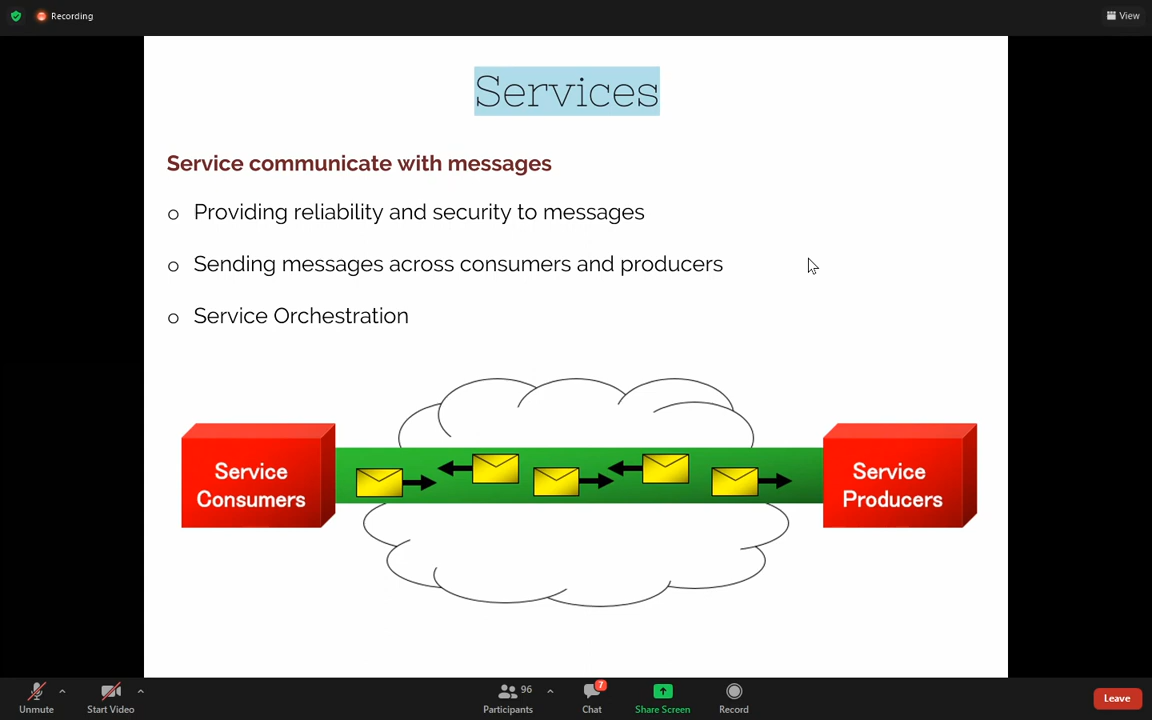 Recording
View
Services
Service communicate with messages
o Providing reliability and security to messages
o Sending messages across consumers and producers
o Service Orchestration
Service
Consumers
Service
Producers
Unmute
Start Video
96
Participants
7
Chat
Share Screen
Record
Leave